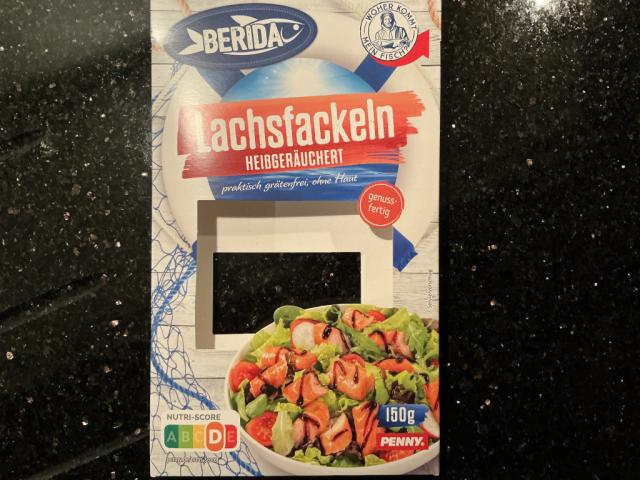 BERIDA
WOHER KOMMT
MEIN FISCH?
Lachsfackeln
HEIßGERÄUCHERT
praktisch grätenfrei, ohne Haut
genuss-
fertig
NUTRI-SCORE
A B C D E
150g
PENNY.